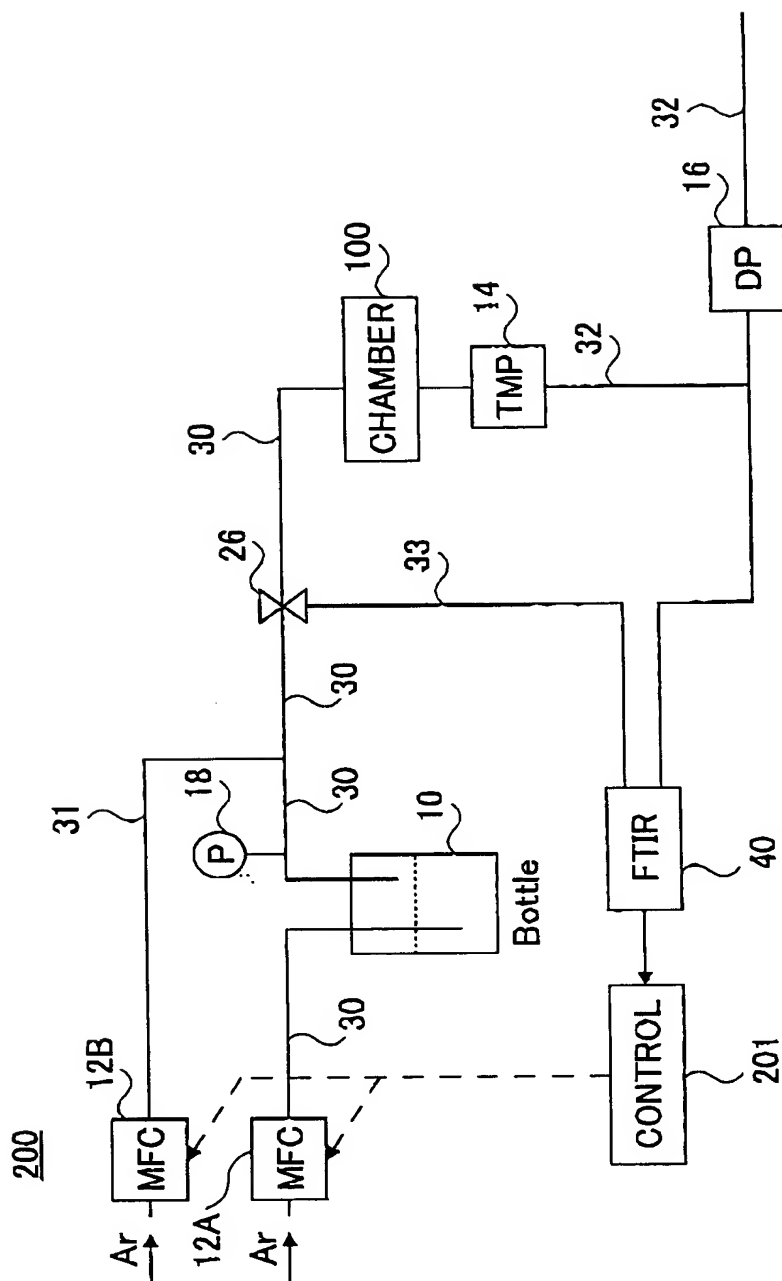 200
Ar
MFC
12B
31
Ar
MFC
12A
30
Bottle
10
P
18
30
30
26
30
CHAMBER
100
TMP
14
32
33
DP
16
32
FTIR
40
CONTROL
201